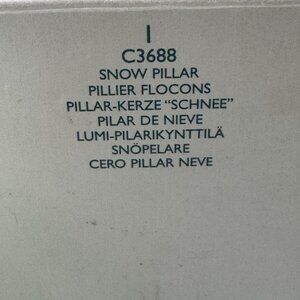 1
C3688
SNOW PILLAR
PILLIER FLOCONS
PILLAR-KERZE "SCHNEE"
PILAR DE NIEVE
LUMI-PILARIKYNTTILÄ
SNÖPELARE
CERO PILLAR NEVE